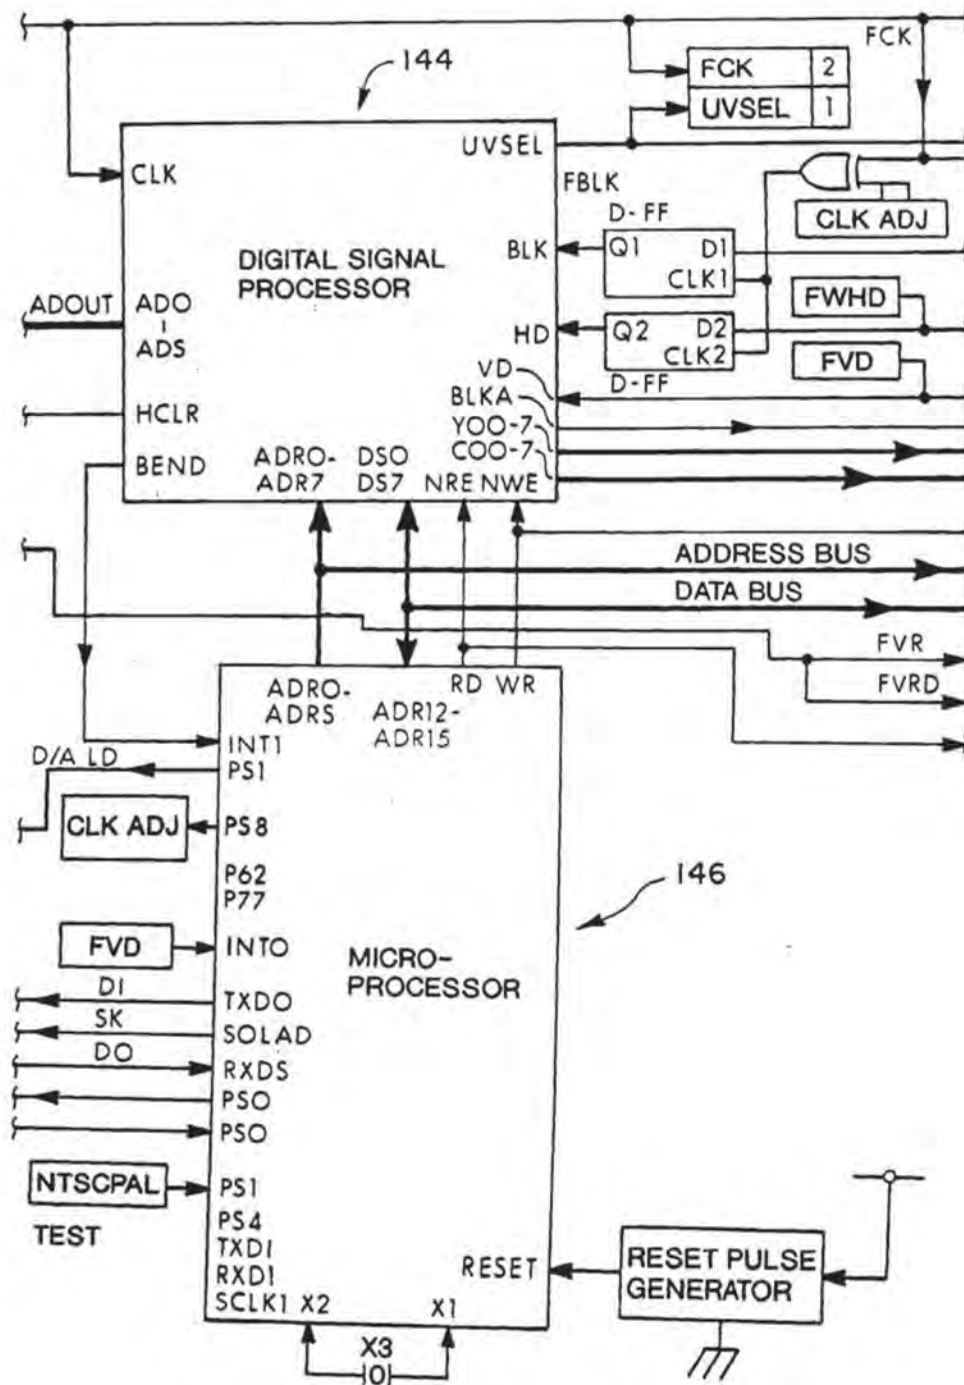 FCK
144
FCK 2
UVSEL 1
UVSEL
CLK
FBLK
D-FF
CLK ADJ
DIGITAL SIGNAL
PROCESSOR
BLK
Q1 D1
CLK1
ADOUT
ADO
ADS
FWHD
HD
Q2 D2
CLK2
VD
D-FF
FVD
HCLR
BLKA
YOO-7
COO-7
BEND
ADRO-
ADR7
DSO
DS7
NRE NWE
ADDRESS BUS
DATA BUS
FVR
FVRD
ADRO-
ADRS
ADR12-
ADR15
RD WR
INT1
D/A LD
PS1
CLK ADJ
PS8
P62
P77
146
FVD
INTO
MICRO-
PROCESSOR
DI
TXDO
SK
SOLAD
DO
RXDS
PSO
PSO
NTSCPAL
PS1
TEST
PS4
TXDI
RXDI
SCLK1 X2
X1
RESET
RESET PULSE
GENERATOR
X3